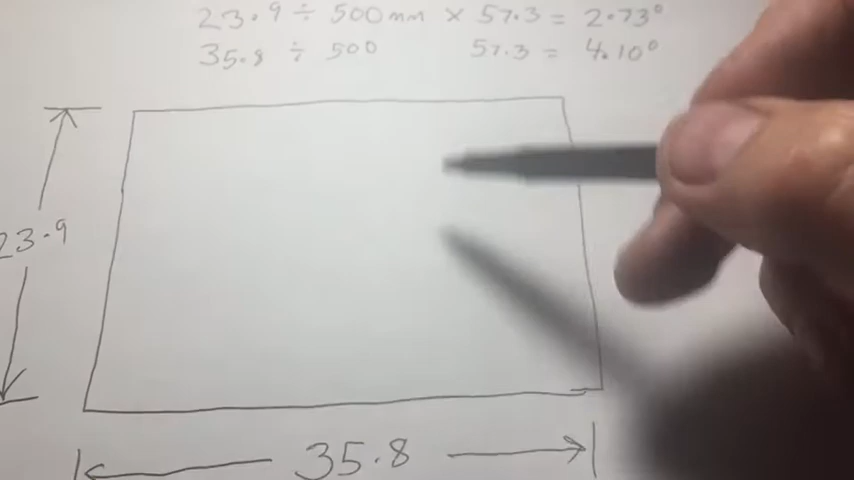 23.9 ÷ 500mm × 57.3 = 2.73°
35.8 ÷ 500 57.3 = 4.10°
23.9
35.8